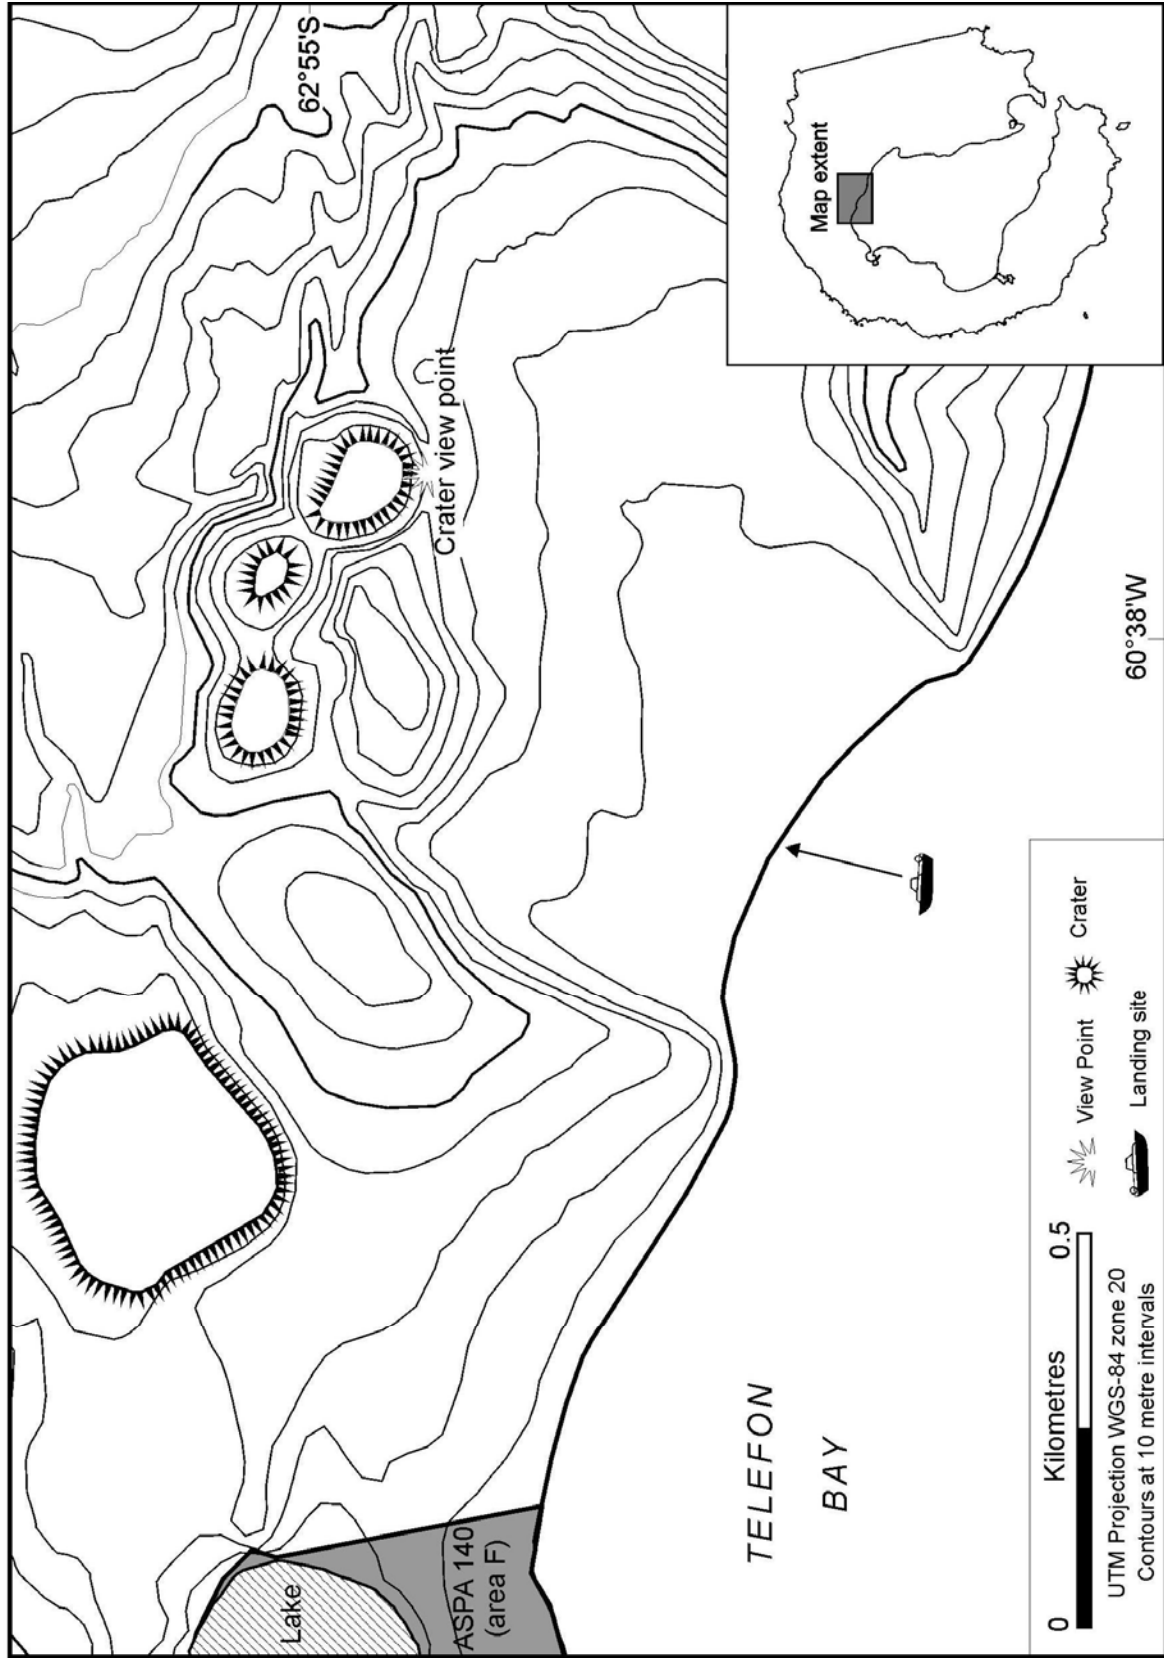 62°55'S
Crater view point
Map extent
60°38'W
Lake
ASPA 140
(area F)
TELEFON
BAY
0 Kilometres 0.5
UTM Projection WGS-84 zone 20
Contours at 10 metre intervals
View Point
Crater
Landing site